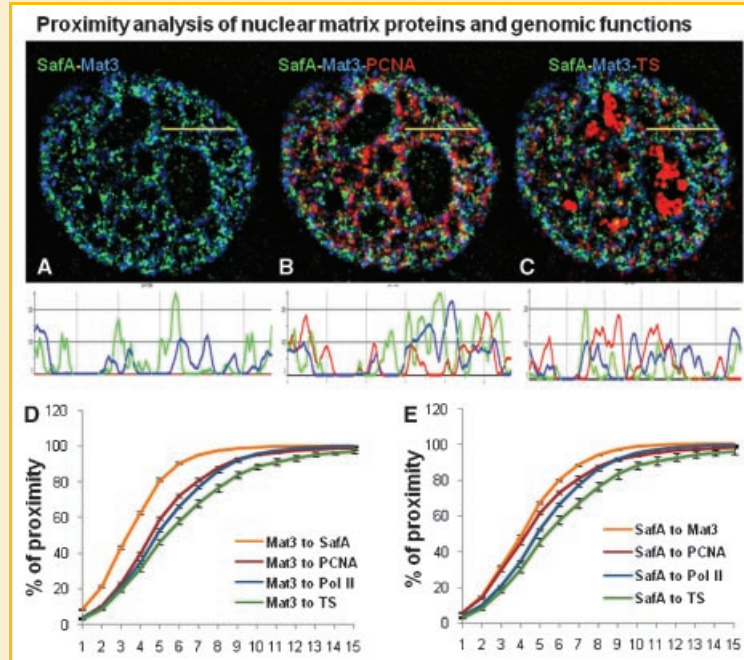 Proximity analysis of nuclear matrix proteins and genomic functions
SafA-Mat3
SafA-Mat3-PCNA
SafA-Mat3-TS
A
B
C
D
120
100
80
60
40
20
0
% of proximity
Mat3 to SafA
Mat3 to PCNA
Mat3 to Pol II
Mat3 to TS
1 2 3 4 5 6 7 8 9 10 11 12 13 14 15
E
120
100
80
60
40
20
0
% of proximity
SafA to Mat3
SafA to PCNA
SafA to Pol II
SafA to TS
1 2 3 4 5 6 7 8 9 10 11 12 13 14 15